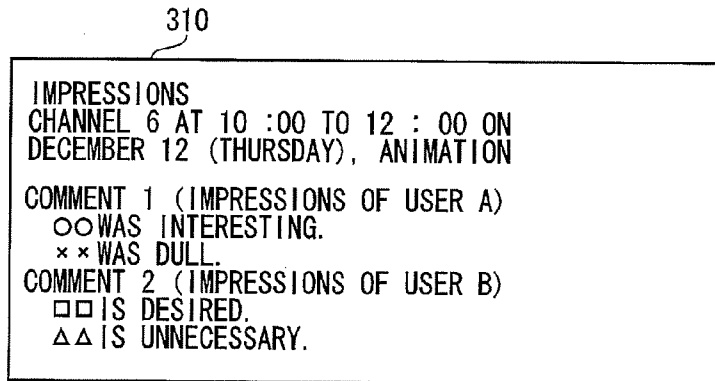 310
IMPRESSIONS
CHANNEL 6 AT 10 :00 TO 12 : 00 ON
DECEMBER 12 (THURSDAY), ANIMATION
COMMENT 1 (IMPRESSIONS OF USER A)
○○WAS INTERESTING.
××WAS DULL.
COMMENT 2 (IMPRESSIONS OF USER B)
□□IS DESIRED.
△△IS UNNECESSARY.